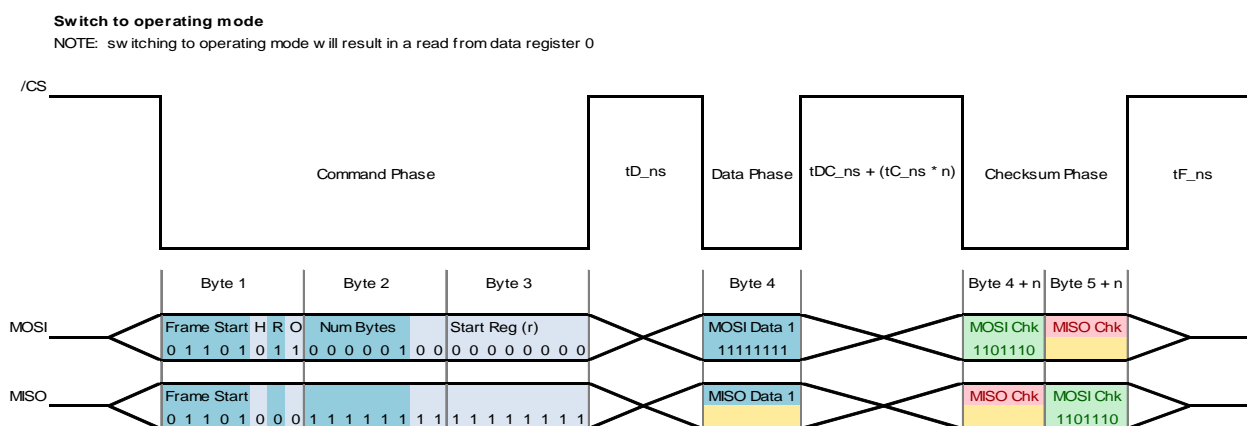 Switch to operating mode
NOTE: switching to operating mode will result in a read from data register 0
/CS
Command Phase
tD_ns
Data Phase
tDC_ns + (tC_ns * n)
Checksum Phase
tF_ns
Byte 1
Byte 2
Byte 3
Byte 4
Byte 4 + n
Byte 5 + n
MOSI
Frame Start H R O
Num Bytes
Start Reg (r)
MOSI Data 1
MOSI Chk
MISO Chk
0 1 1 0 1 0 1 1 0 0 0 0 0 1 0 0 0 0 0 0 0 0 0 0
11111111
1101110
MISO
Frame Start
MISO Data 1
MISO Chk
MOSI Chk
0 1 1 0 1 0 0 0 1 1 1 1 1 1 1 1 1 1 1 1 1 1 1 1
1101110